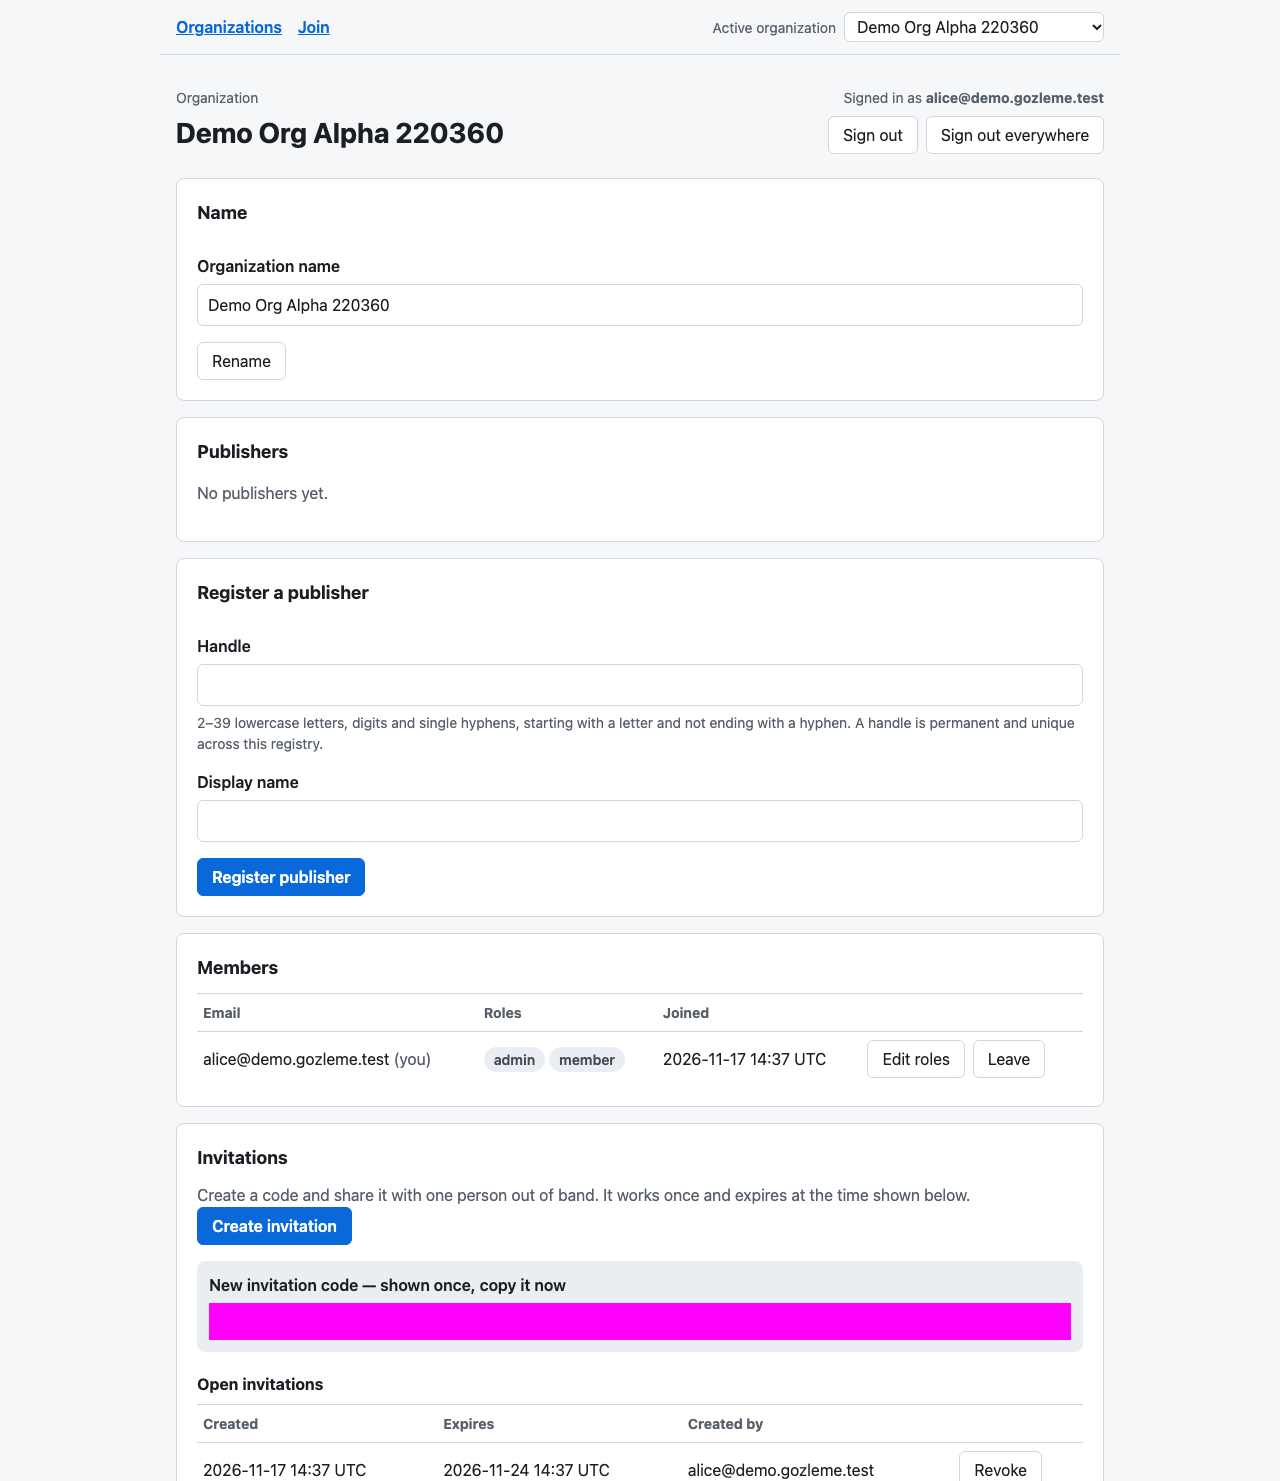 Organizations Join Active organization Demo Org Alpha 220360
Organization Signed in as alice@demo.gozleme.test
Demo Org Alpha 220360 Sign out Sign out everywhere
Name
Organization name
Demo Org Alpha 220360
Rename
Publishers
No publishers yet.
Register a publisher
Handle
2–39 lowercase letters, digits and single hyphens, starting with a letter and not ending with a hyphen. A handle is permanent and unique
across this registry.
Display name
Register publisher
Members
Email Roles Joined
alice@demo.gozleme.test (you) admin member 2026-11-17 14:37 UTC Edit roles Leave
Invitations
Create a code and share it with one person out of band. It works once and expires at the time shown below.
Create invitation
New invitation code — shown once, copy it now
Open invitations
Created Expires Created by
2026-11-17 14:37 UTC 2026-11-24 14:37 UTC alice@demo.gozleme.test Revoke